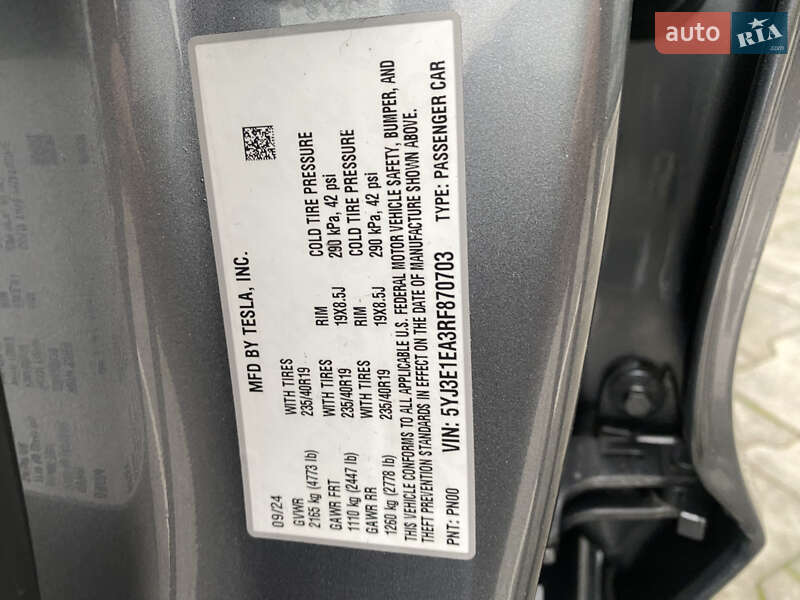 auto RIA
MFD BY TESLA, INC.
09/24
GVWR
2165 kg (4773 lb)
WITH TIRES
235/40R19
RIM
19X8.5J
COLD TIRE PRESSURE
290 kPa, 42 psi
GAWR FRT
1110 kg (2447 lb)
WITH TIRES
235/40R19
RIM
19X8.5J
COLD TIRE PRESSURE
290 kPa, 42 psi
GAWR RR
1260 kg (2778 lb)
WITH TIRES
235/40R19
THIS VEHICLE CONFORMS TO ALL APPLICABLE U.S. FEDERAL MOTOR VEHICLE SAFETY, BUMPER, AND
THEFT PREVENTION STANDARDS IN EFFECT ON THE DATE OF MANUFACTURE SHOWN ABOVE.
PNT: PN00 VIN: 5YJ3E1EA3RF870703 TYPE: PASSENGER CAR